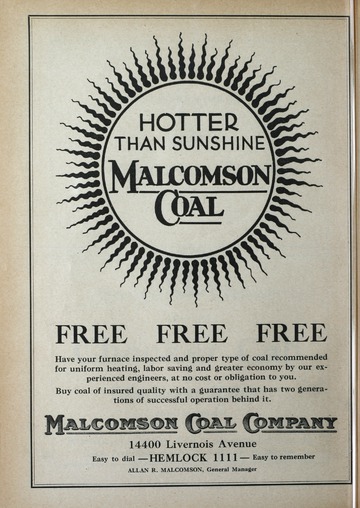 HOTTER
THAN SUNSHINE
MALCOMSON
COAL
FREE FREE FREE
Have your furnace inspected and proper type of coal recommended
for uniform heating, labor saving and greater economy by our ex-
perienced engineers, at no cost or obligation to you.
Buy coal of insured quality with a guarantee that has two genera-
tions of successful operation behind it.
MALCOMSON COAL COMPANY
14400 Livernois Avenue
Easy to dial — HEMLOCK 1111 — Easy to remember
ALLAN R. MALCOMSON, General Manager